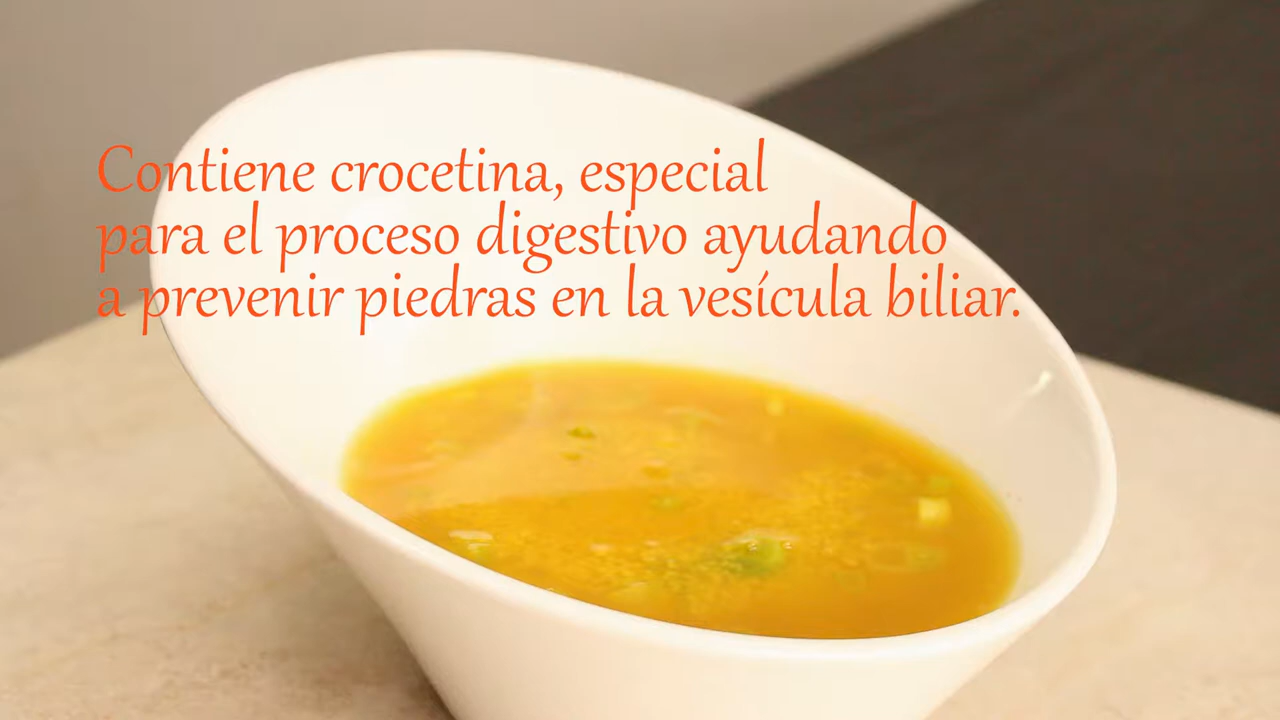 Contiene crocetina, especial
para el proceso digestivo ayudando
a prevenir piedras en la vesícula biliar.